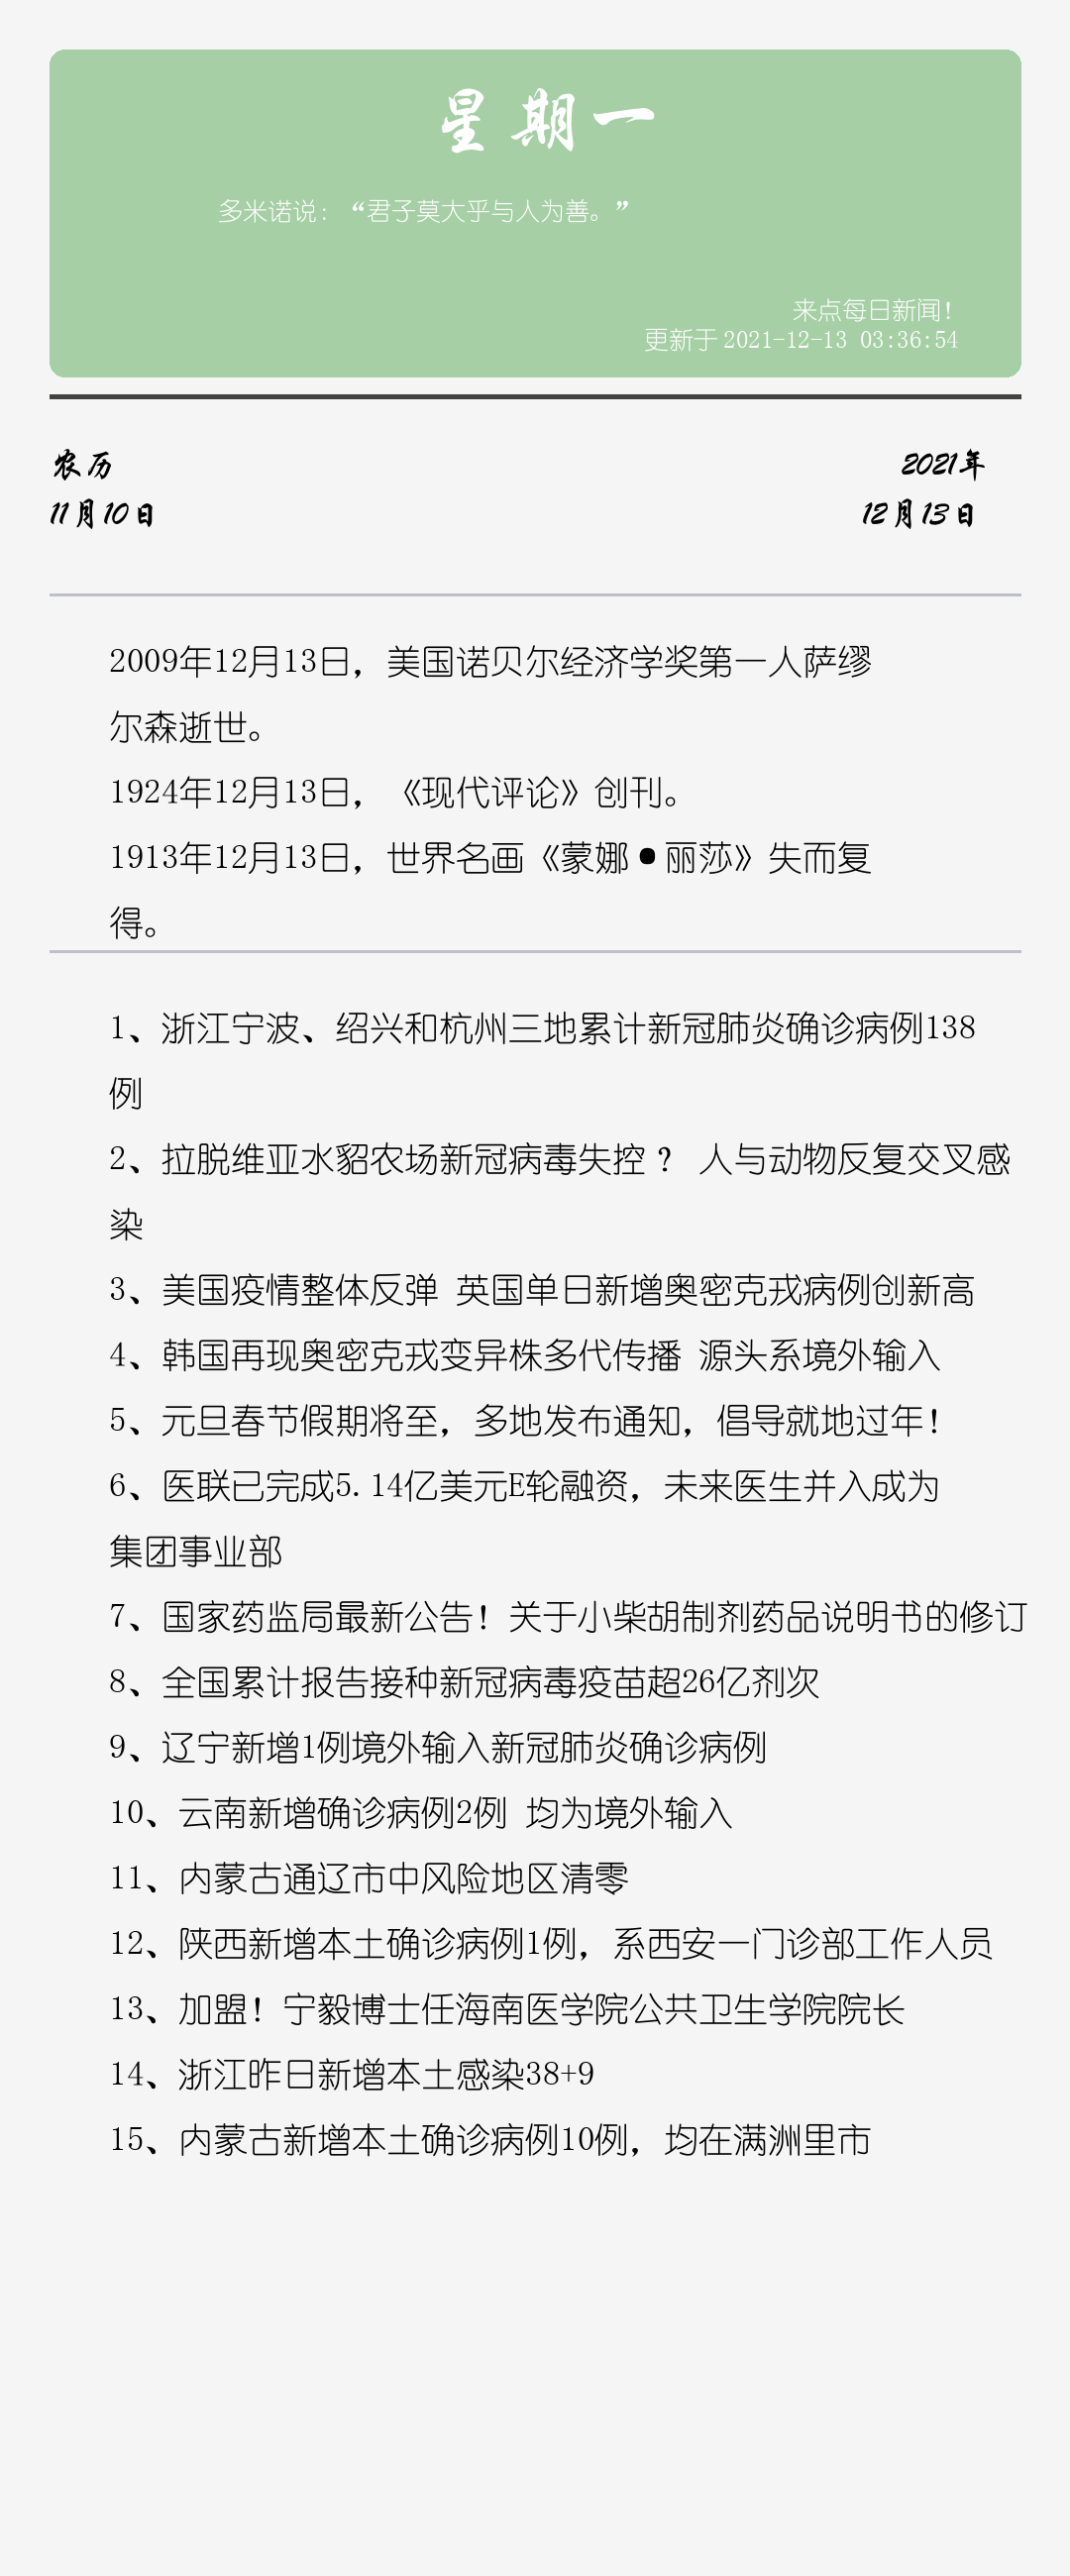 星期一
多米诺说：“君子莫大乎与人为善。”
来点每日新闻！
更新于 2021-12-13 03:36:54
农历
2021年
11月10日
12月13日
2009年12月13日，美国诺贝尔经济学奖第一人萨缪
尔森逝世。
1924年12月13日，《现代评论》创刊。
1913年12月13日，世界名画《蒙娜•丽莎》失而复
得。
1、浙江宁波、绍兴和杭州三地累计新冠肺炎确诊病例138
例
2、拉脱维亚水貂农场新冠病毒失控？ 人与动物反复交叉感
染
3、美国疫情整体反弹 英国单日新增奥密克戎病例创新高
4、韩国再现奥密克戎变异株多代传播 源头系境外输入
5、元旦春节假期将至，多地发布通知，倡导就地过年！
6、医联已完成5.14亿美元E轮融资，未来医生并入成为
集团事业部
7、国家药监局最新公告！关于小柴胡制剂药品说明书的修订
8、全国累计报告接种新冠病毒疫苗超26亿剂次
9、辽宁新增1例境外输入新冠肺炎确诊病例
10、云南新增确诊病例2例 均为境外输入
11、内蒙古通辽市中风险地区清零
12、陕西新增本土确诊病例1例，系西安一门诊部工作人员
13、加盟！宁毅博士任海南医学院公共卫生学院院长
14、浙江昨日新增本土感染38+9
15、内蒙古新增本土确诊病例10例，均在满洲里市